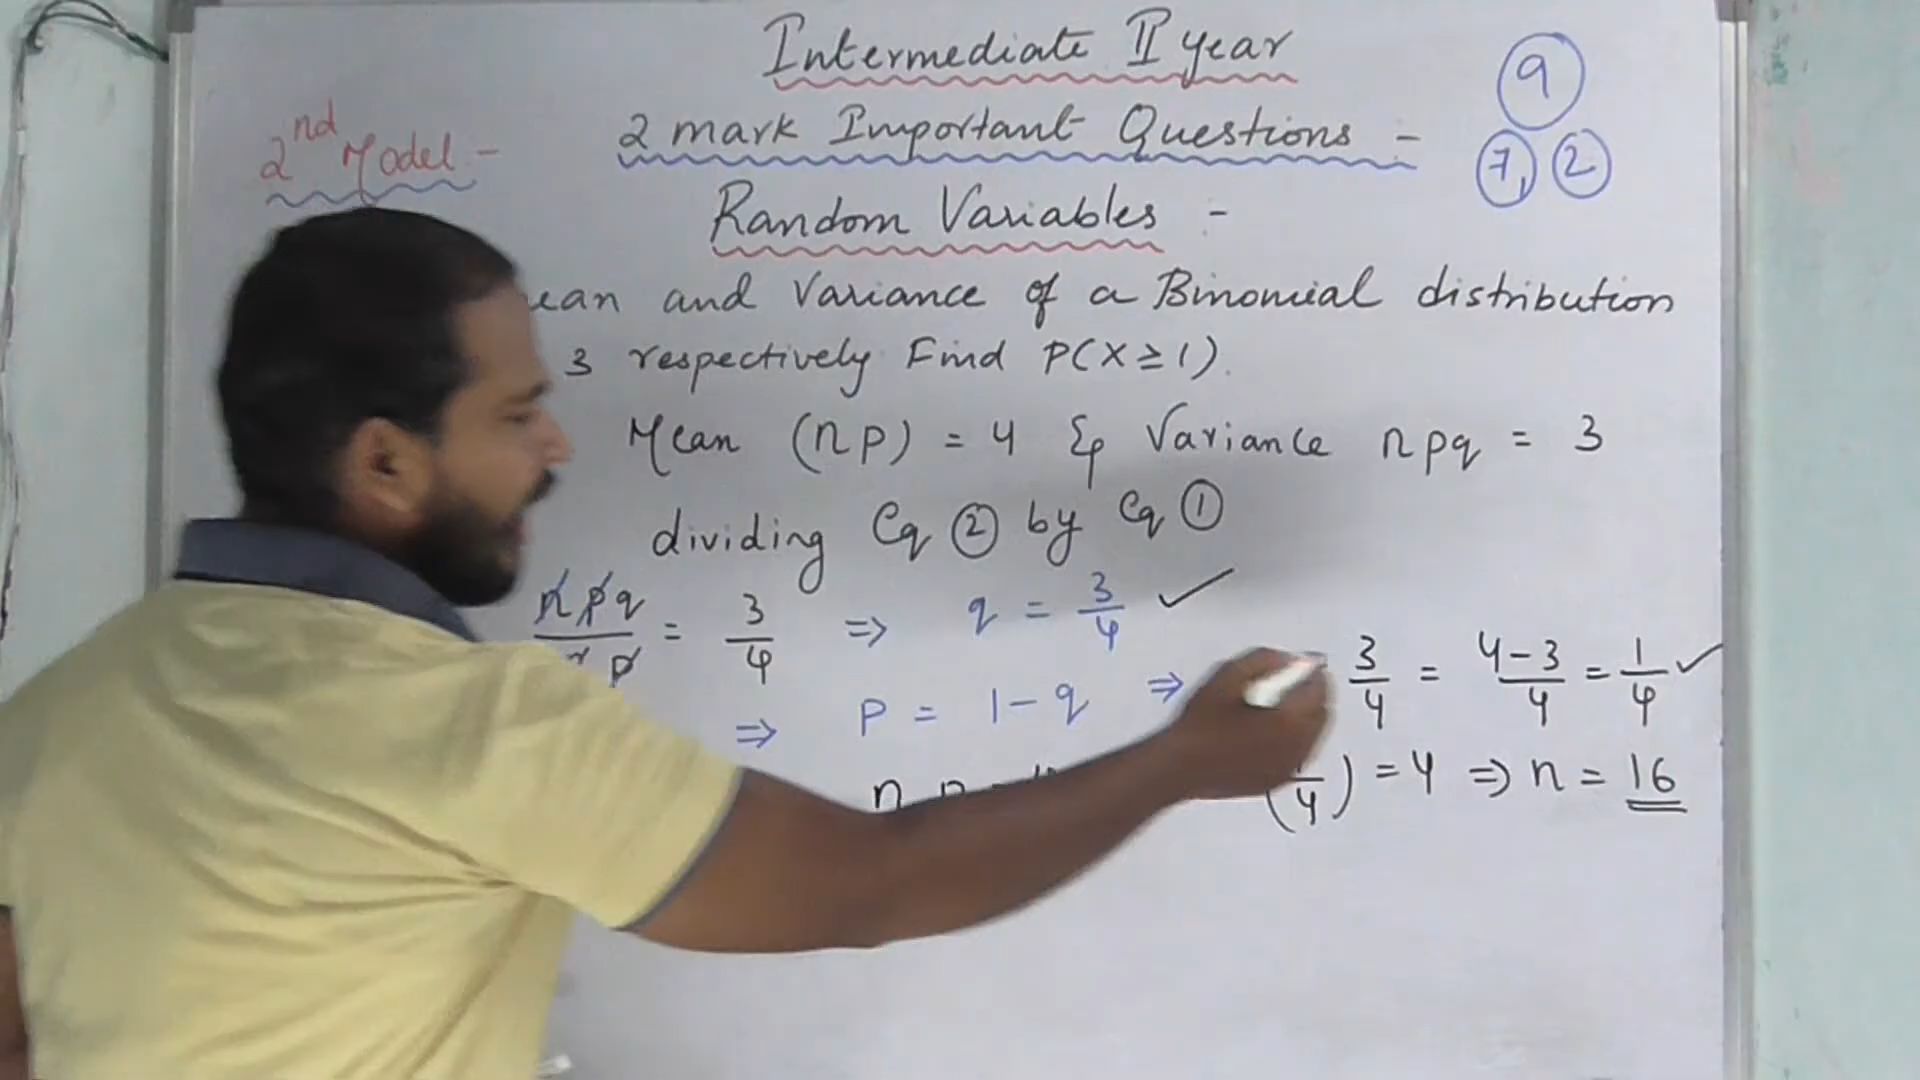 Intermediate II year
9
2nd Model :-
2 mark Important Questions :-
7, 2
Random Variables :-
and Variance of a Binomial distribution
3 respectively Find P(X ≥ 1).
Mean (np) = 4 & Variance npq = 3
dividing Eq ② by Eq ①
npq/np = 3/4 ⇒ q = 3/4 ✓
⇒ P = 1 - q ⇒ 3/4 = 4-3/4 = 1/4 ✓
np = (1/4) = 4 ⇒ n = 16